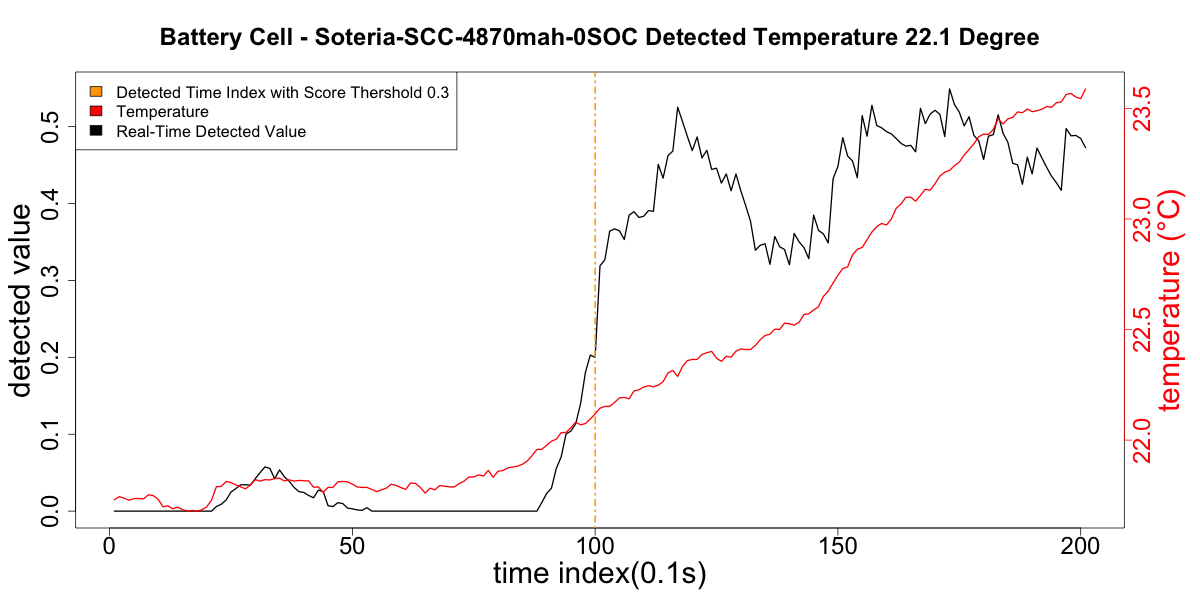 Battery Cell - Soteria-SCC-4870mah-0SOC Detected Temperature 22.1 Degree
Detected Time Index with Score Thershold 0.3
Temperature
Real-Time Detected Value
detected value
0.0
0.1
0.2
0.3
0.4
0.5
temperature (°C)
22.0
22.5
23.0
23.5
0
50
100
150
200
time index(0.1s)